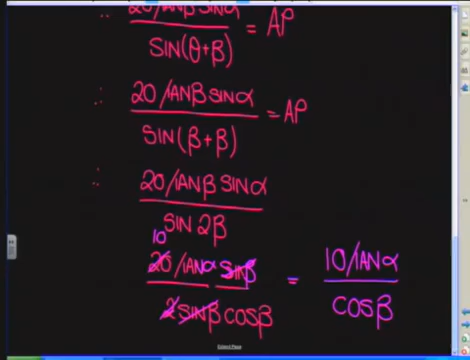 ∴ 20 tanβ sinα / sin(θ+β) = AP
∴ 20 tanβ sinα / sin(β+β) = AP
∴ 20 tanβ sinα / sin 2β
10
20 tanα sinβ / 2 sinβ cosβ = 10 tanα / cosβ